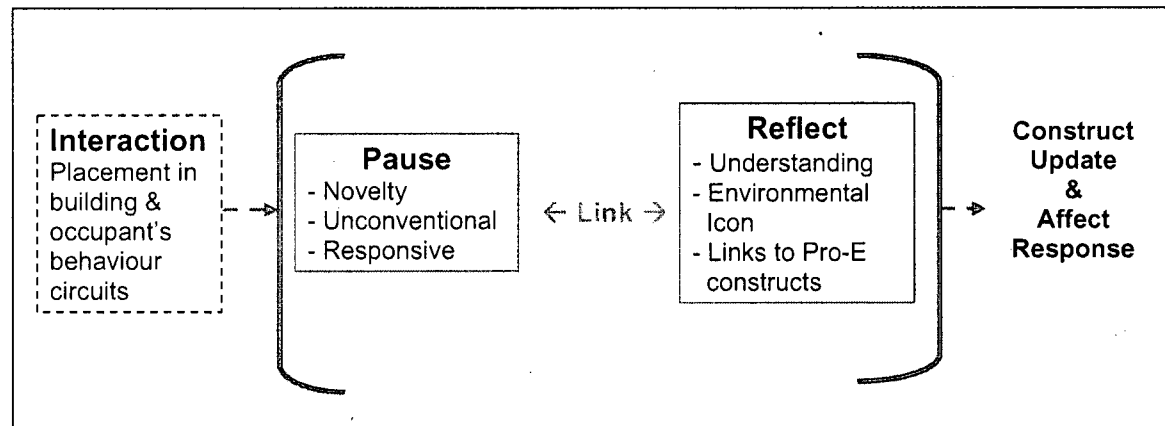 Interaction
Placement in
building &
occupant's
behaviour
circuits
Pause
- Novelty
- Unconventional
- Responsive
Link
Reflect
- Understanding
- Environmental
Icon
- Links to Pro-E
constructs
Construct
Update
&
Affect
Response